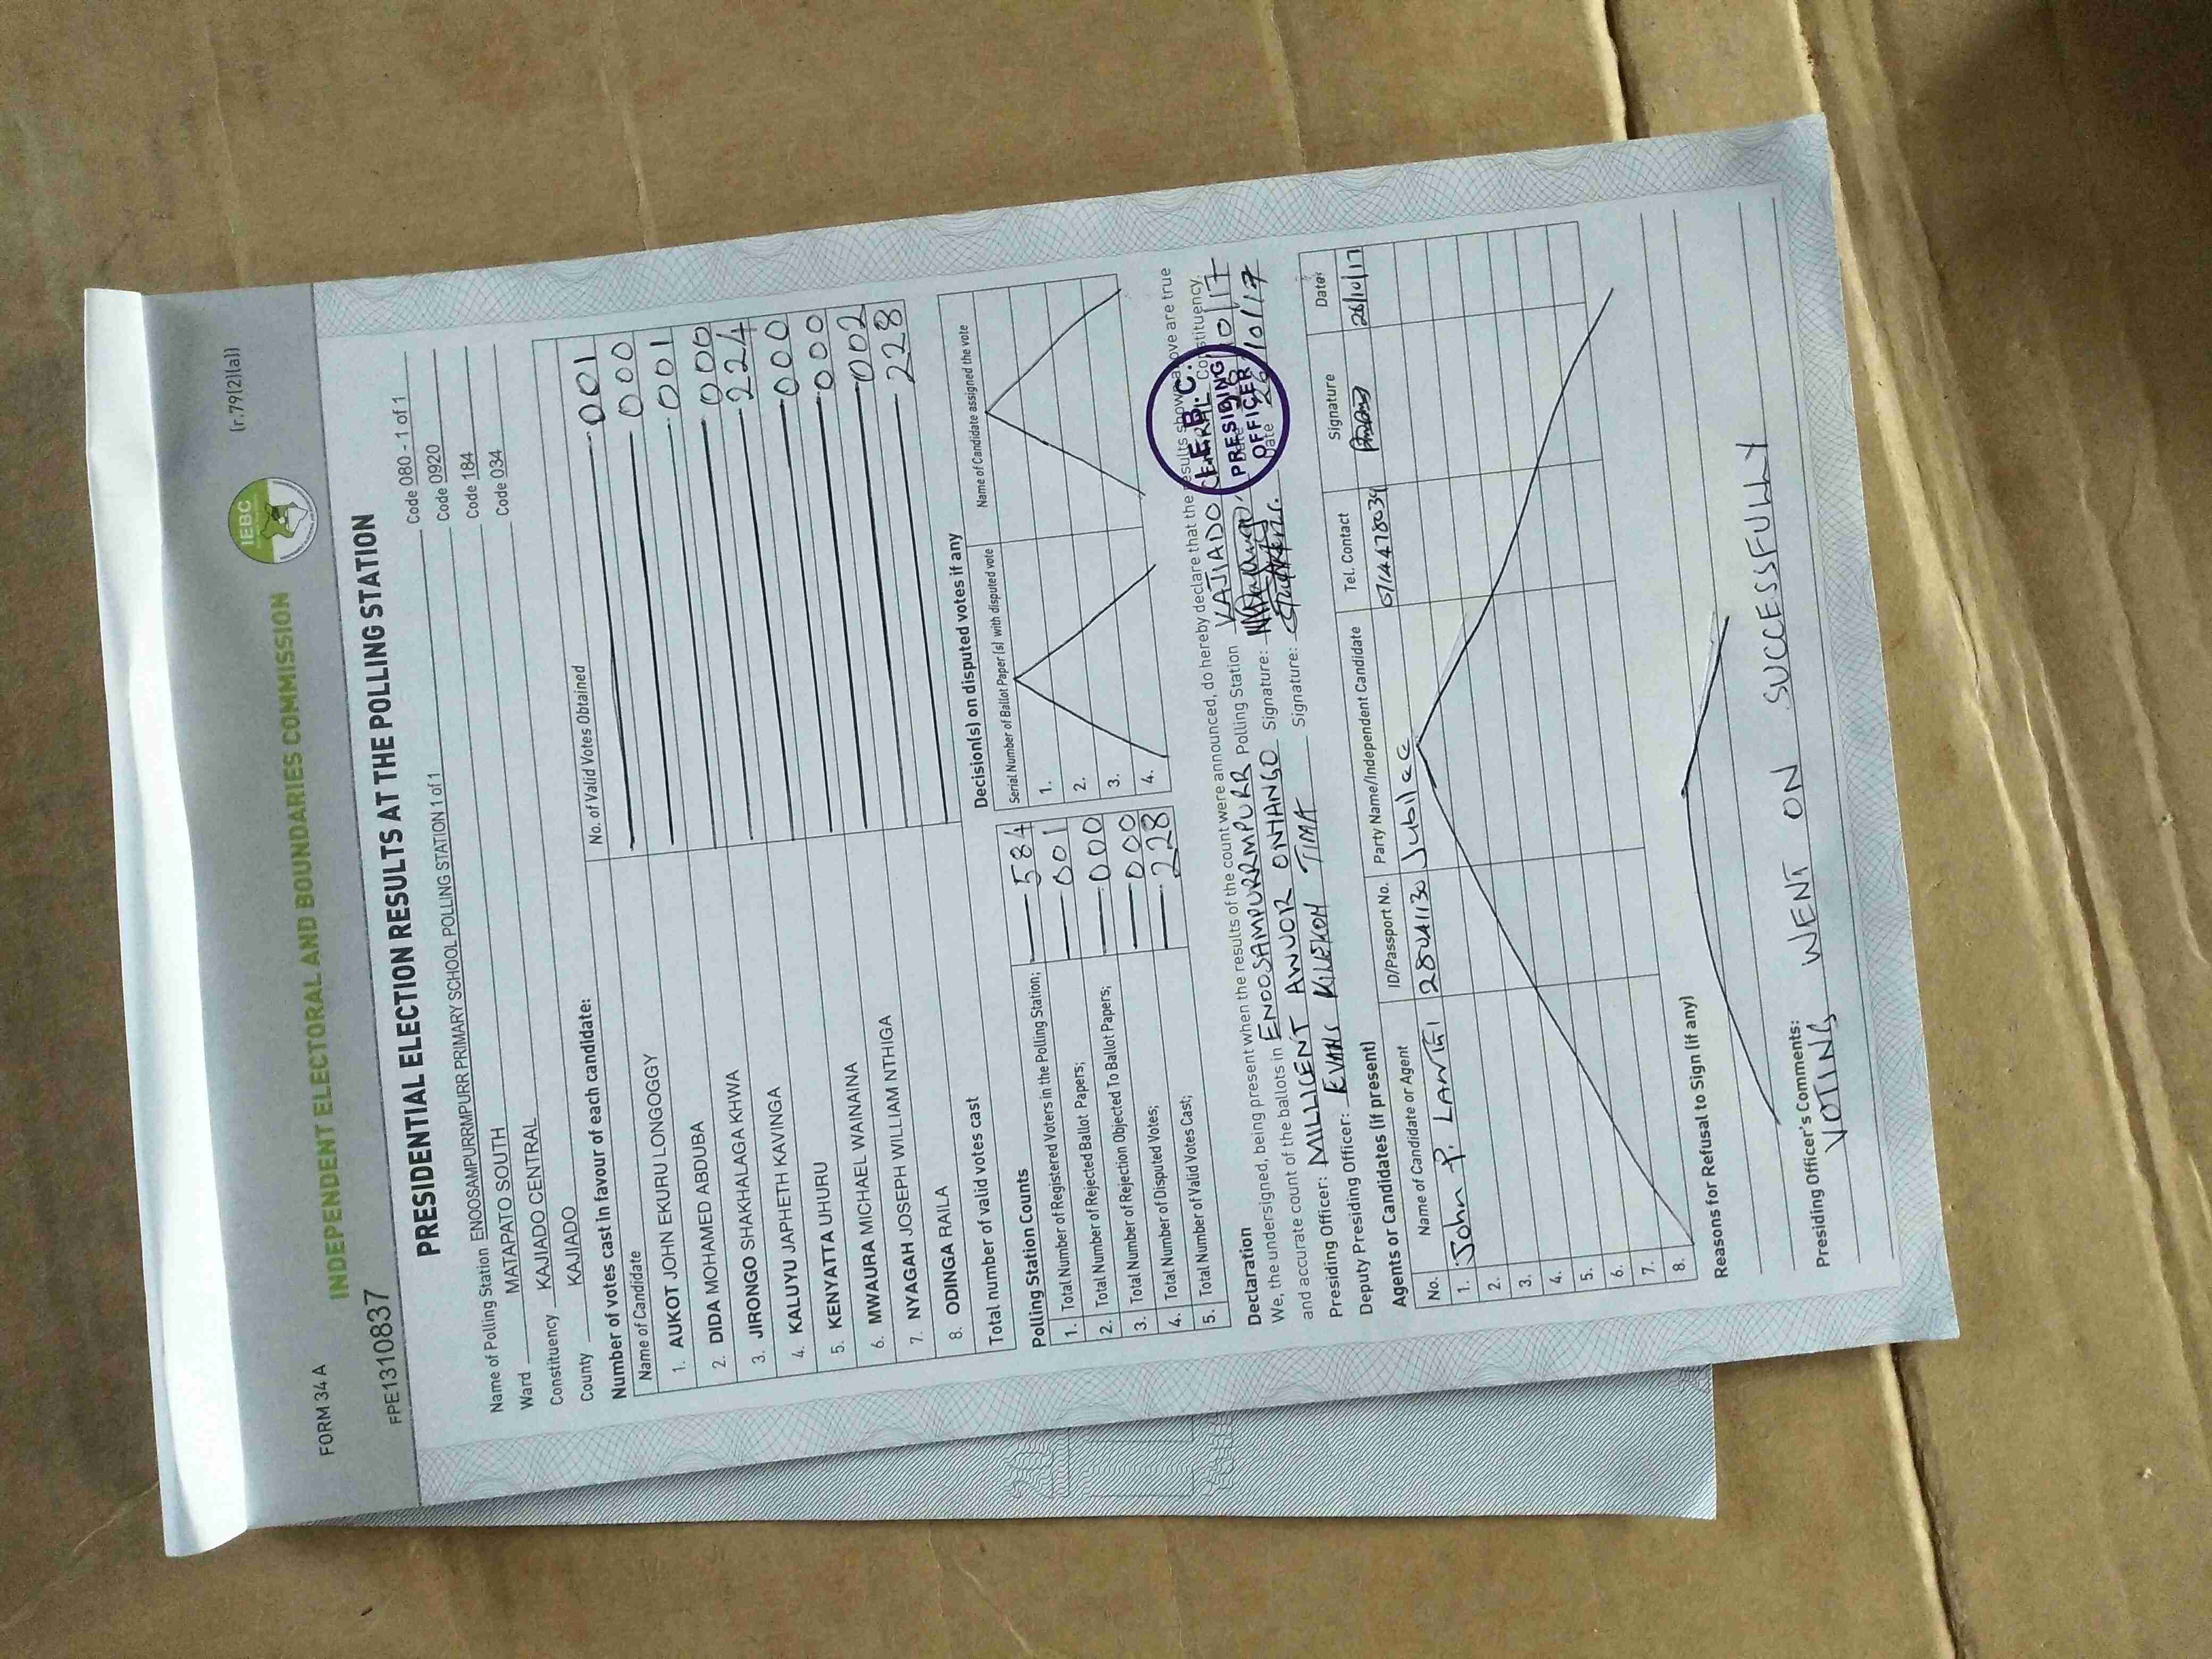 FORM 34 A
(r.79(2)(a))
IEBC
INDEPENDENT ELECTORAL AND BOUNDARIES COMMISSION
FPE1310837
PRESIDENTIAL ELECTION RESULTS AT THE POLLING STATION
Name of Polling Station ENOOSAMPURRMPURR PRIMARY SCHOOL POLLING STATION 1 of 1 Code 080 - 1 of 1
Ward MATAPATO SOUTH Code 0920
Constituency KAJIADO CENTRAL Code 184
County KAJIADO Code 034
Number of votes cast in favour of each candidate:
Name of Candidate No. of Valid Votes Obtained
1. AUKOT JOHN EKURU LONGOGGY 001
2. DIDA MOHAMED ABDUBA 000
3. JIRONGO SHAKHALAGA KHWA 001
4. KALUYU JAPHETH KAVINGA 000
5. KENYATTA UHURU 224
6. MWAURA MICHAEL WAINAINA 000
7. NYAGAH JOSEPH WILLIAM NTHIGA 000
8. ODINGA RAILA 002
Total number of valid votes cast 228
Polling Station Counts
1. Total Number of Registered Voters in the Polling Station; 584
2. Total Number of Rejected Ballot Papers; 001
3. Total Number of Rejection Objected To Ballot Papers; 000
4. Total Number of Disputed Votes; 000
5. Total Number of Valid Votes Cast; 228
Decision(s) on disputed votes if any
Serial Number of Ballot Paper(s) with disputed vote Name of Candidate assigned the vote
1.
2.
3.
4.
Declaration
We, the undersigned, being present when the results of the count were announced, do hereby declare that the results shown above are true
and accurate count of the ballots in ENOOSAMPURRMPURR Polling Station KAJIADO CENTRAL Constituency.
Presiding Officer: MILLICENT AWUOR ONHANGO Signature: Date 26/10/17
Deputy Presiding Officer: EVANS KILEKOH TIMA Signature: Date 26/10/17
I.E.B.C.
PRESIDING
OFFICER
Agents or Candidates (If present)
No. Name of Candidate or Agent ID/Passport No. Party Name/Independent Candidate Tel. Contact Signature Date:
1. John P. 28041130 Jubilee 0714478034 26/10/17
2.
3.
4.
5.
6.
7.
8.
Reasons for Refusal to Sign (if any)
Presiding Officer's Comments:
VOTING WENT ON SUCCESSFULLY